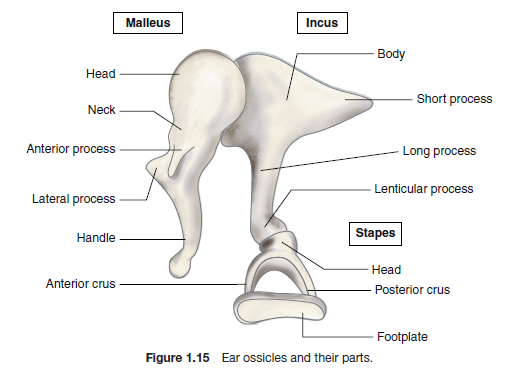 Malleus
Incus
Body
Head
Short process
Neck
Anterior process
Long process
Lenticular process
Lateral process
Stapes
Handle
Head
Anterior crus
Posterior crus
Footplate
Figure 1.15 Ear ossicles and their parts.